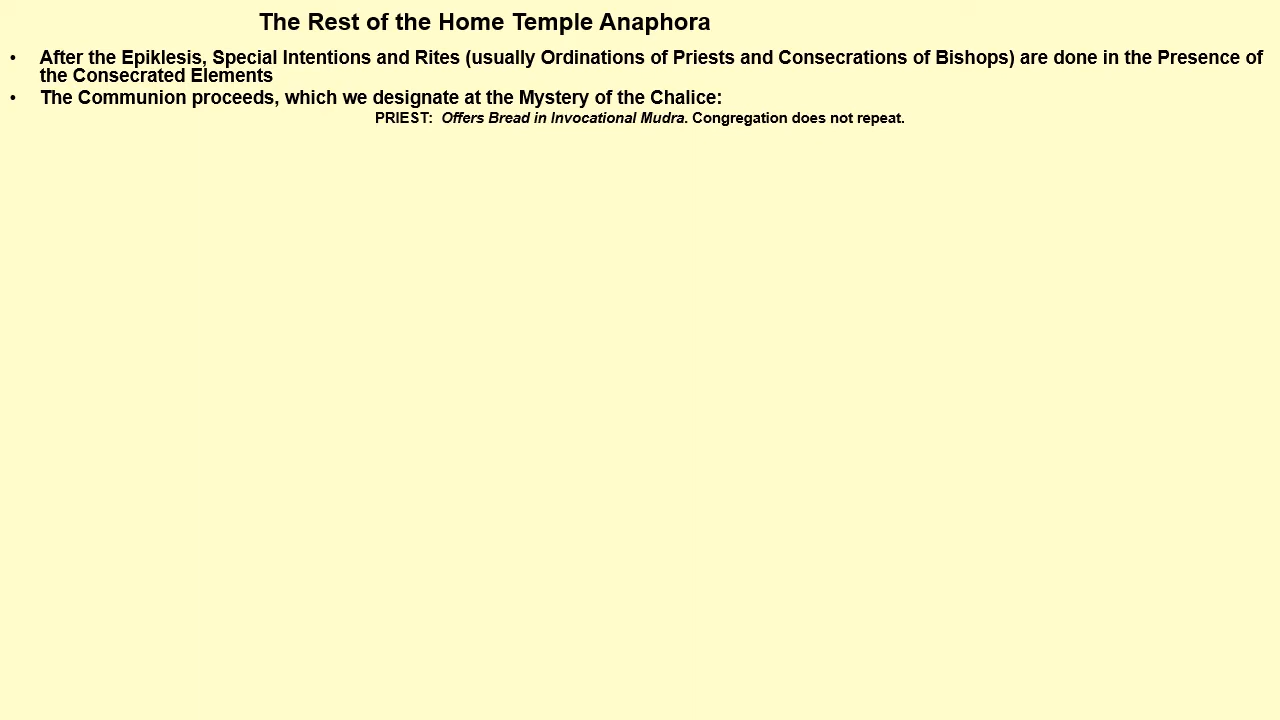 The Rest of the Home Temple Anaphora
• After the Epiklesis, Special Intentions and Rites (usually Ordinations of Priests and Consecrations of Bishops) are done in the Presence of
the Consecrated Elements
• The Communion proceeds, which we designate at the Mystery of the Chalice:
PRIEST: Offers Bread in Invocational Mudra. Congregation does not repeat.